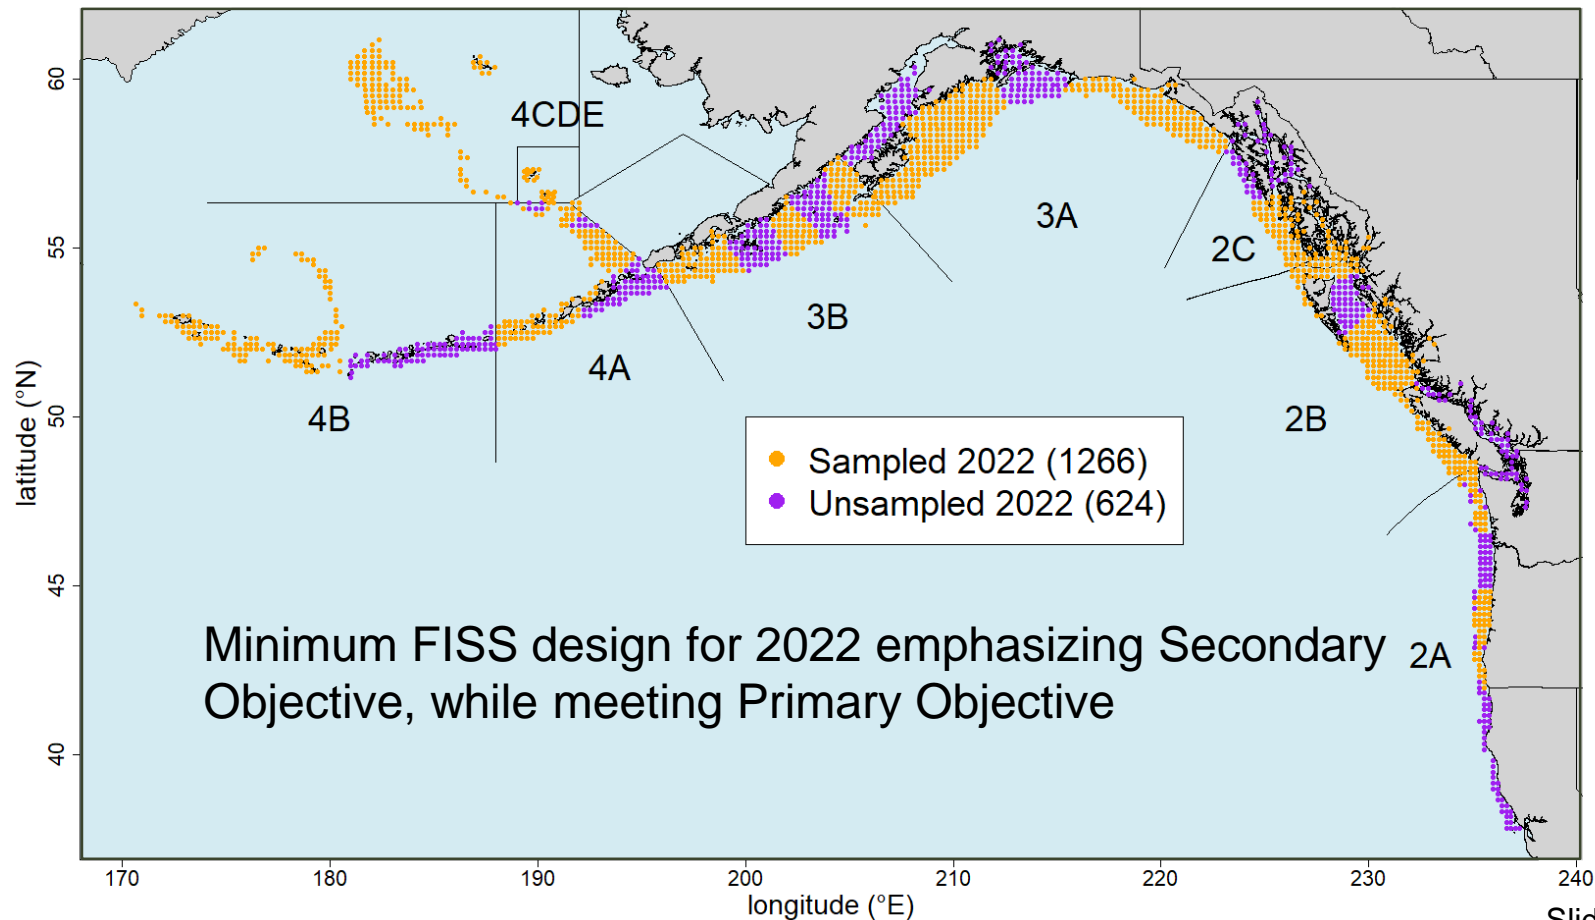 60
55
50
45
40
latitude (°N)
4CDE
3A
2C
3B
4A
4B
2B
Sampled 2022 (1266)
Unsampled 2022 (624)
Minimum FISS design for 2022 emphasizing Secondary
Objective, while meeting Primary Objective
2A
170 180 190 200 210 220 230 240
longitude (°E)